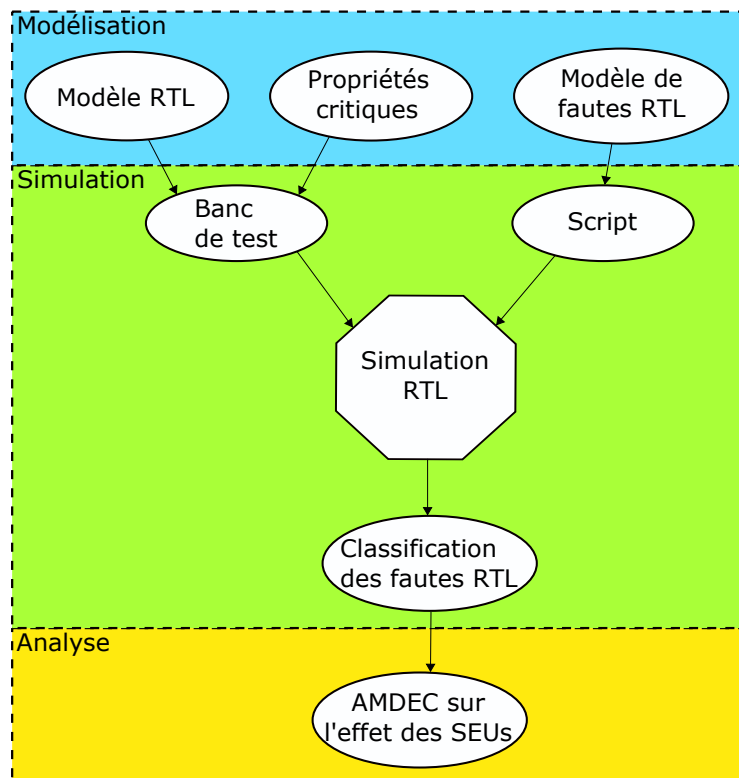 Modélisation
Modèle RTL
Propriétés
critiques
Modèle de
fautes RTL
Simulation
Banc
de test
Script
Simulation
RTL
Classification
des fautes RTL
Analyse
AMDEC sur
l'effet des SEUs